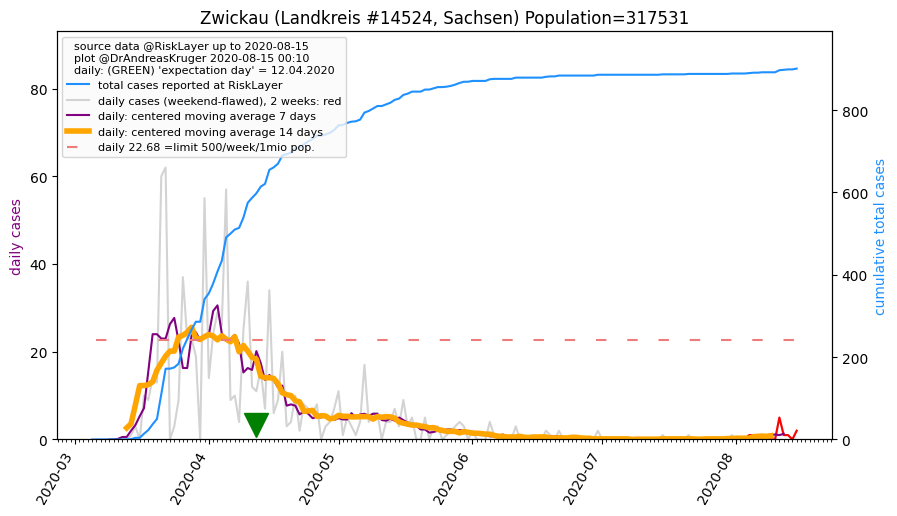 Zwickau (Landkreis #14524, Sachsen) Population=317531
source data @RiskLayer up to 2020-08-15
plot @DrAndreasKruger 2020-08-15 00:10
daily: (GREEN) 'expectation day' = 12.04.2020
total cases reported at RiskLayer
daily cases (weekend-flawed), 2 weeks: red
daily: centered moving average 7 days
daily: centered moving average 14 days
daily 22.68 =limit 500/week/1mio pop.
daily cases
80
60
40
20
0
cumulative total cases
800
600
400
200
0
2020-03
2020-04
2020-05
2020-06
2020-07
2020-08